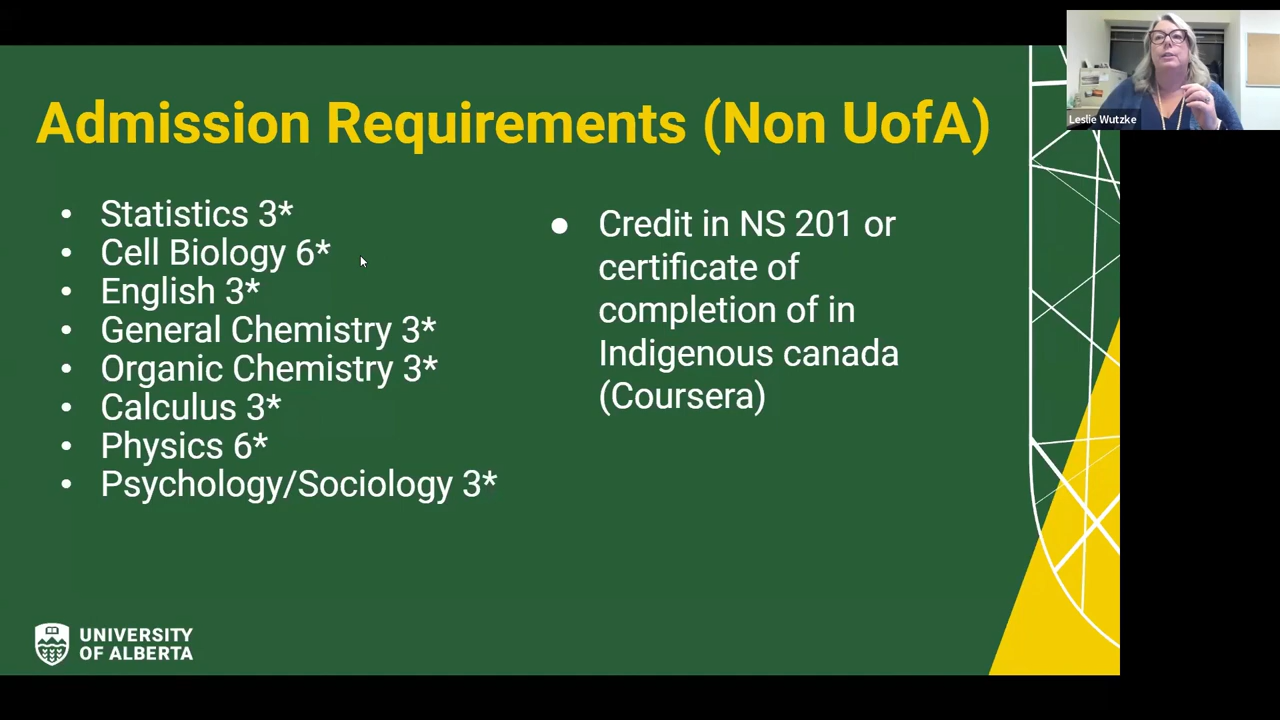 Admission Requirements (Non UofA)
Leslie Wutzke
• Statistics 3*
• Cell Biology 6*
• English 3*
• General Chemistry 3*
• Organic Chemistry 3*
• Calculus 3*
• Physics 6*
• Psychology/Sociology 3*
● Credit in NS 201 or
certificate of
completion of in
Indigenous canada
(Coursera)
UNIVERSITY
OF ALBERTA